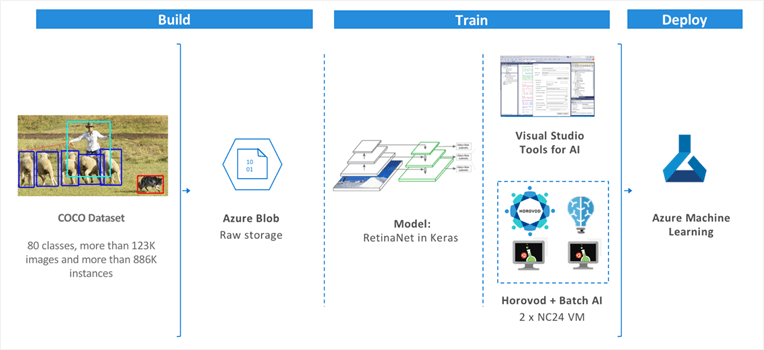 Build
Train
Deploy
COCO Dataset
80 classes, more than 123K
images and more than 886K
instances
10
01
Azure Blob
Raw storage
Model:
RetinaNet in Keras
Visual Studio
Tools for AI
HOROVOD
Horovod + Batch AI
2 x NC24 VM
Azure Machine
Learning